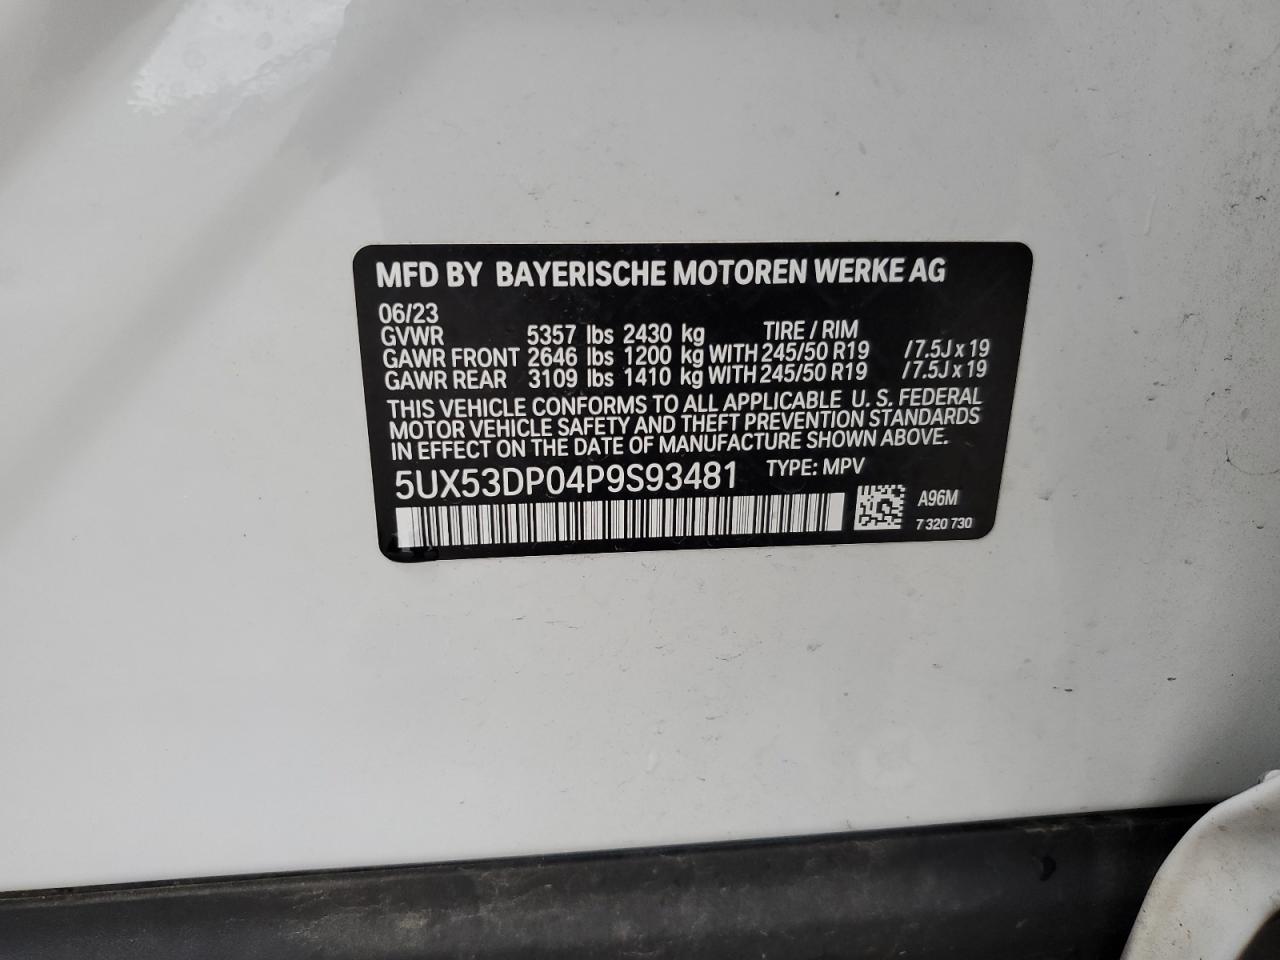 MFD BY BAYERISCHE MOTOREN WERKE AG
06/23
GVWR 5357 lbs 2430 kg TIRE / RIM
GAWR FRONT 2646 lbs 1200 kg WITH 245/50 R19 /7.5J x 19
GAWR REAR 3109 lbs 1410 kg WITH 245/50 R19 /7.5J x 19
THIS VEHICLE CONFORMS TO ALL APPLICABLE U. S. FEDERAL
MOTOR VEHICLE SAFETY AND THEFT PREVENTION STANDARDS
IN EFFECT ON THE DATE OF MANUFACTURE SHOWN ABOVE.
5UX53DP04P9S93481 TYPE: MPV
A96M
7 320 730